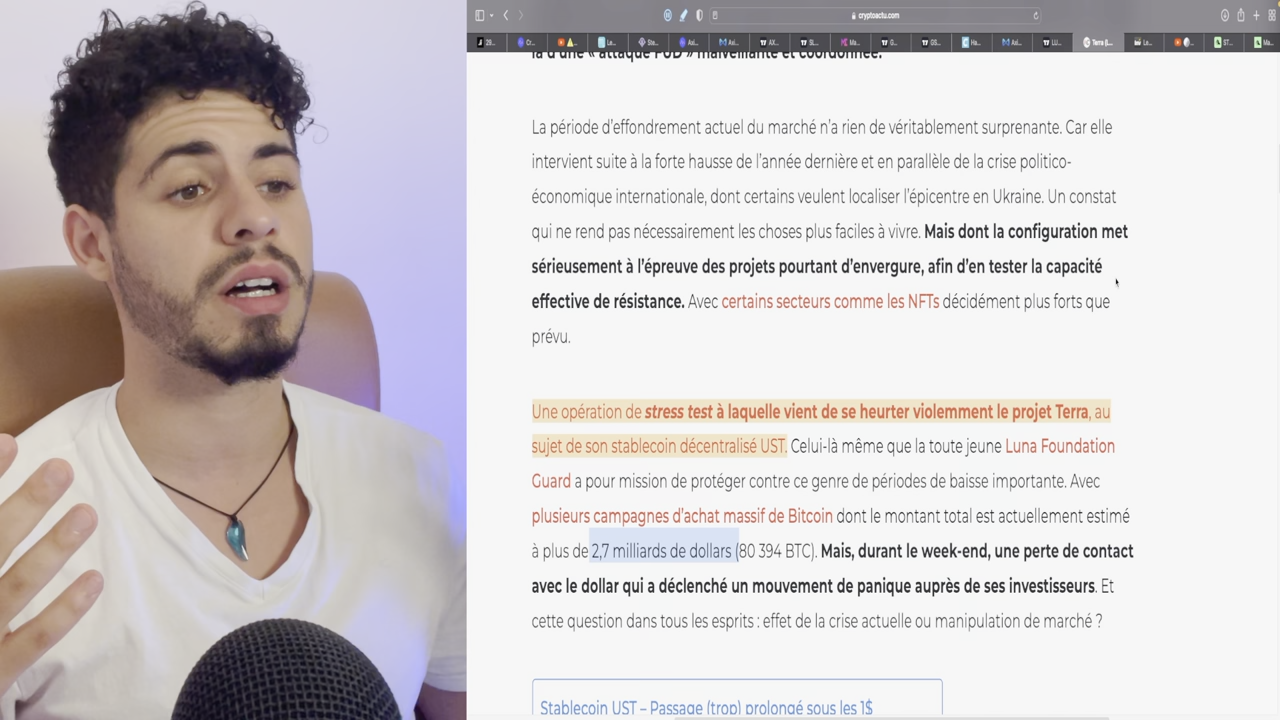 cryptoactu.com
là d'une « attaque FUD » malveillante et coordonnée.
La période d'effondrement actuel du marché n'a rien de véritablement surprenante. Car elle
intervient suite à la forte hausse de l'année dernière et en parallèle de la crise politico-
économique internationale, dont certains veulent localiser l'épicentre en Ukraine. Un constat
qui ne rend pas nécessairement les choses plus faciles à vivre. Mais dont la configuration met
sérieusement à l'épreuve des projets pourtant d'envergure, afin d'en tester la capacité
effective de résistance. Avec certains secteurs comme les NFTs décidément plus forts que
prévu.
Une opération de stress test à laquelle vient de se heurter violemment le projet Terra, au
sujet de son stablecoin décentralisé UST. Celui-là même que la toute jeune Luna Foundation
Guard a pour mission de protéger contre ce genre de périodes de baisse importante. Avec
plusieurs campagnes d'achat massif de Bitcoin dont le montant total est actuellement estimé
à plus de 2,7 milliards de dollars (80 394 BTC). Mais, durant le week-end, une perte de contact
avec le dollar qui a déclenché un mouvement de panique auprès de ses investisseurs. Et
cette question dans tous les esprits : effet de la crise actuelle ou manipulation de marché ?
Stablecoin UST – Passage (trop) prolongé sous les 1$